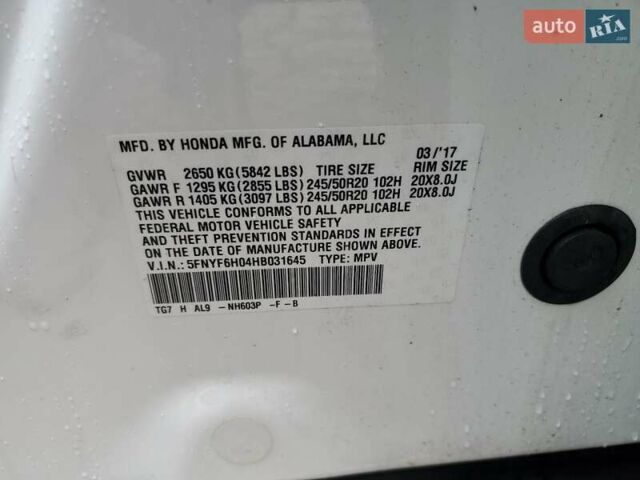 auto RIA.com
MFD. BY HONDA MFG. OF ALABAMA, LLC 03/'17
GVWR 2650 KG (5842 LBS) TIRE SIZE RIM SIZE
GAWR F 1295 KG (2855 LBS) 245/50R20 102H 20X8.0J
GAWR R 1405 KG (3097 LBS) 245/50R20 102H 20X8.0J
THIS VEHICLE CONFORMS TO ALL APPLICABLE
FEDERAL MOTOR VEHICLE SAFETY
AND THEFT PREVENTION STANDARDS IN EFFECT
ON THE DATE OF MANUFACTURE SHOWN ABOVE.
V.I.N.: 5FNYF6H04HB031645 TYPE: MPV
TG7 H AL9 -NH603P -F -B